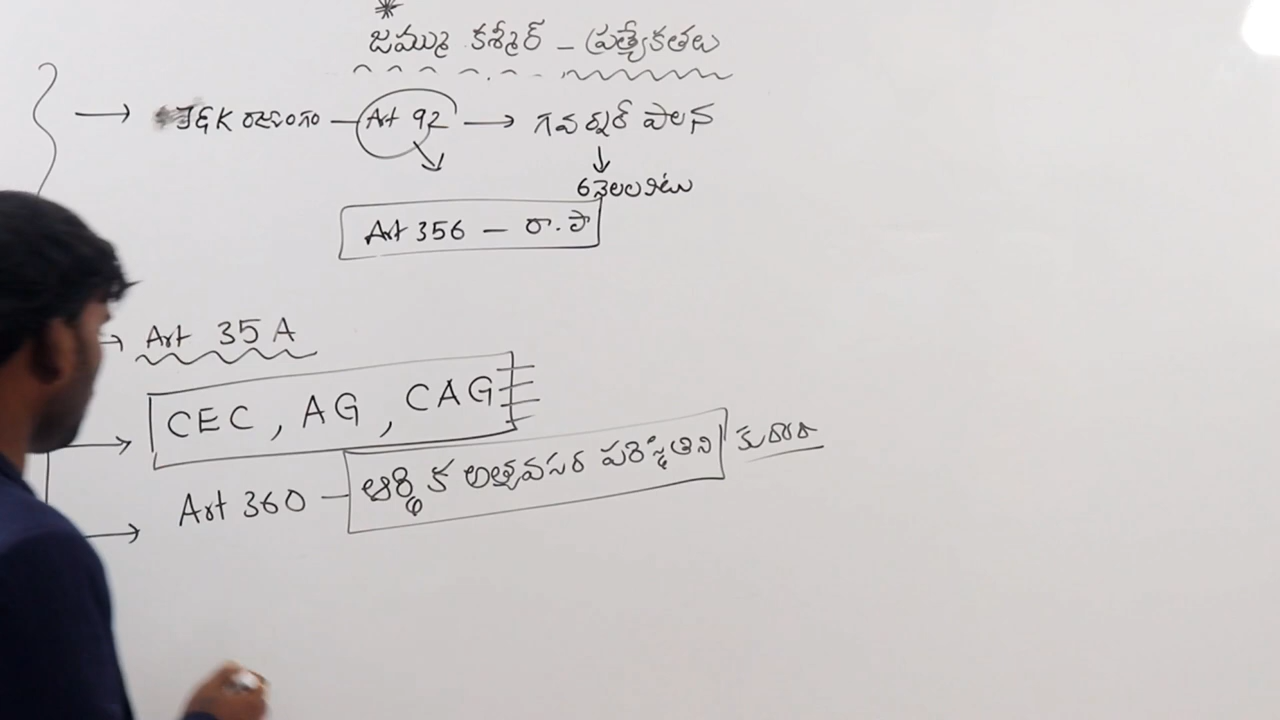 *
జమ్ము కశ్మీర్ – ప్రత్యేకతలు
→ J&K రాజ్యంగం – Art 92 → గవర్నర్ పాలన
6 నెలలపాటు
Art 356 – రా. పా
→ Art 35 A
→ CEC, AG, CAG
→ Art 360 – ఆర్థిక అత్యవసర పరిస్థితిని